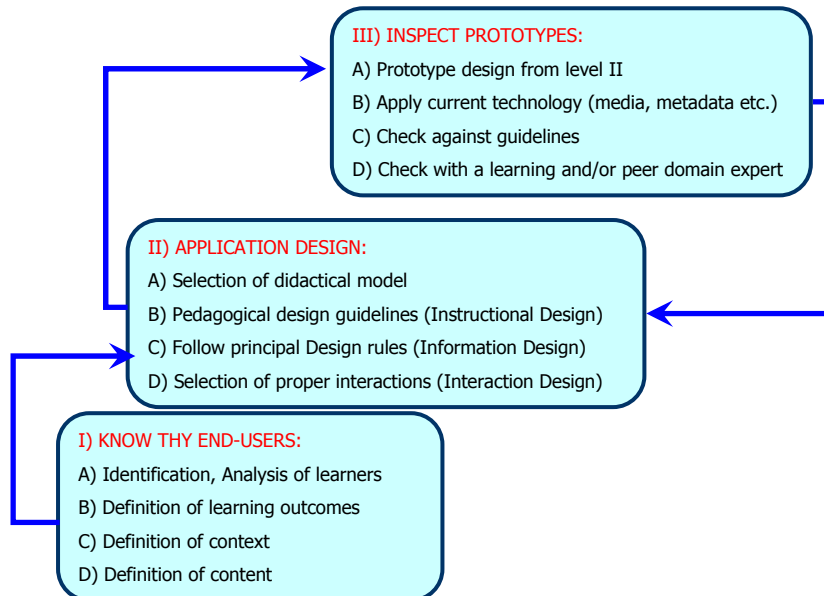 III) INSPECT PROTOTYPES:
A) Prototype design from level II
B) Apply current technology (media, metadata etc.)
C) Check against guidelines
D) Check with a learning and/or peer domain expert
II) APPLICATION DESIGN:
A) Selection of didactical model
B) Pedagogical design guidelines (Instructional Design)
C) Follow principal Design rules (Information Design)
D) Selection of proper interactions (Interaction Design)
I) KNOW THY END-USERS:
A) Identification, Analysis of learners
B) Definition of learning outcomes
C) Definition of context
D) Definition of content